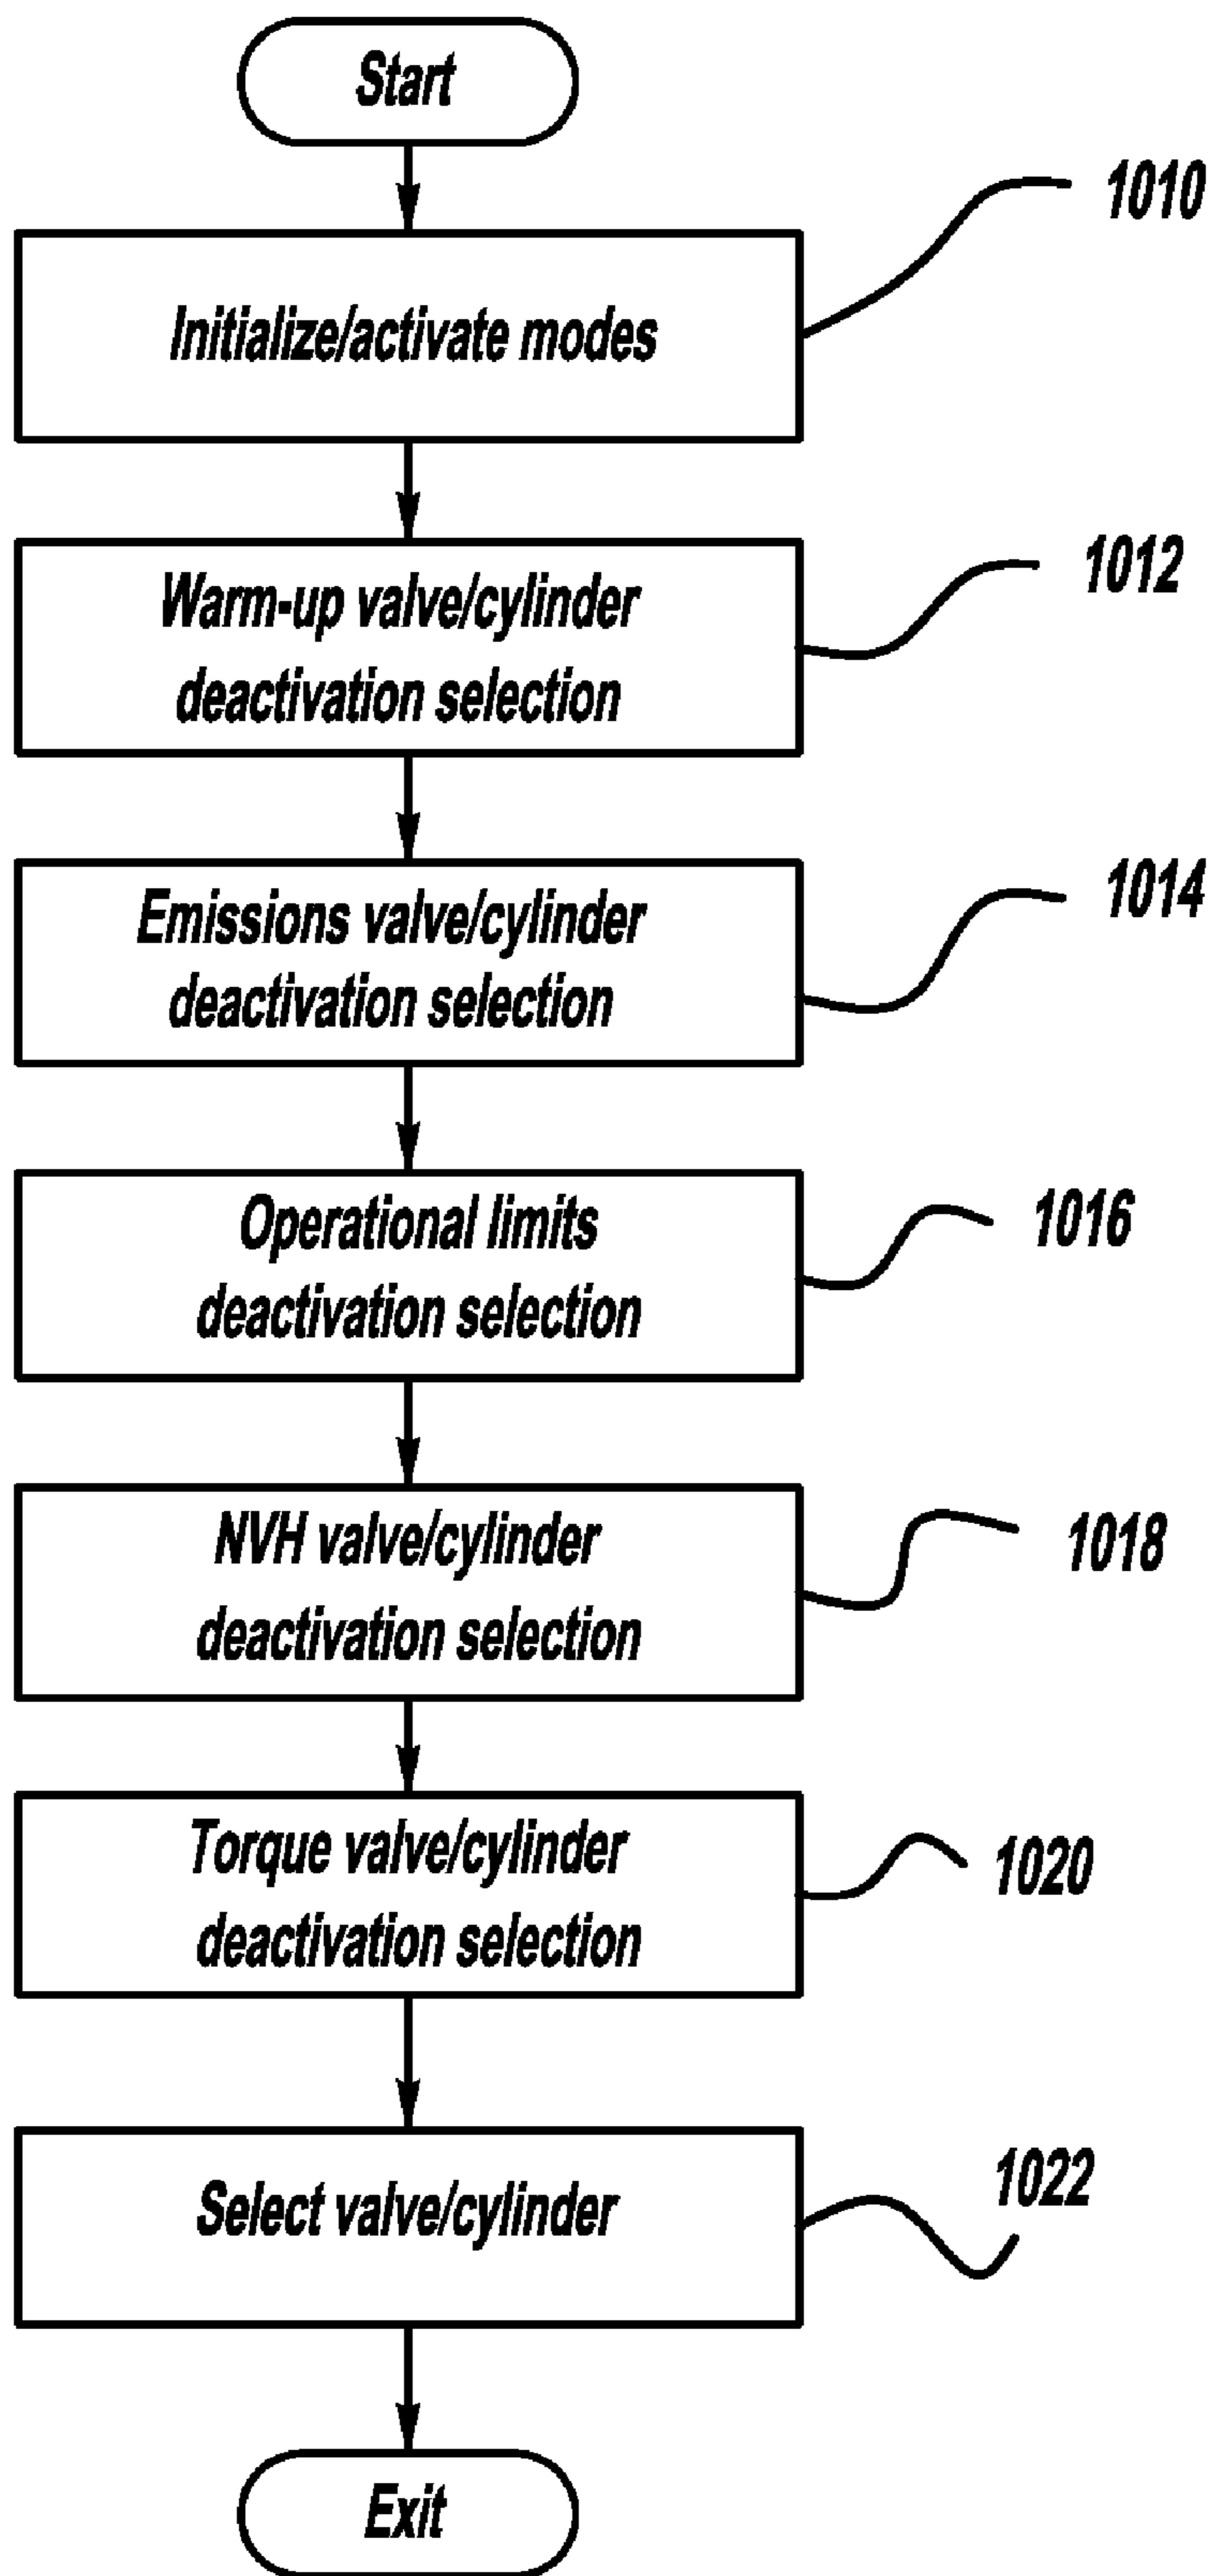 Start
1010
Initialize/activate modes
1012
Warm-up valve/cylinder
deactivation selection
1014
Emissions valve/cylinder
deactivation selection
1016
Operational limits
deactivation selection
1018
NVH valve/cylinder
deactivation selection
1020
Torque valve/cylinder
deactivation selection
1022
Select valve/cylinder
Exit